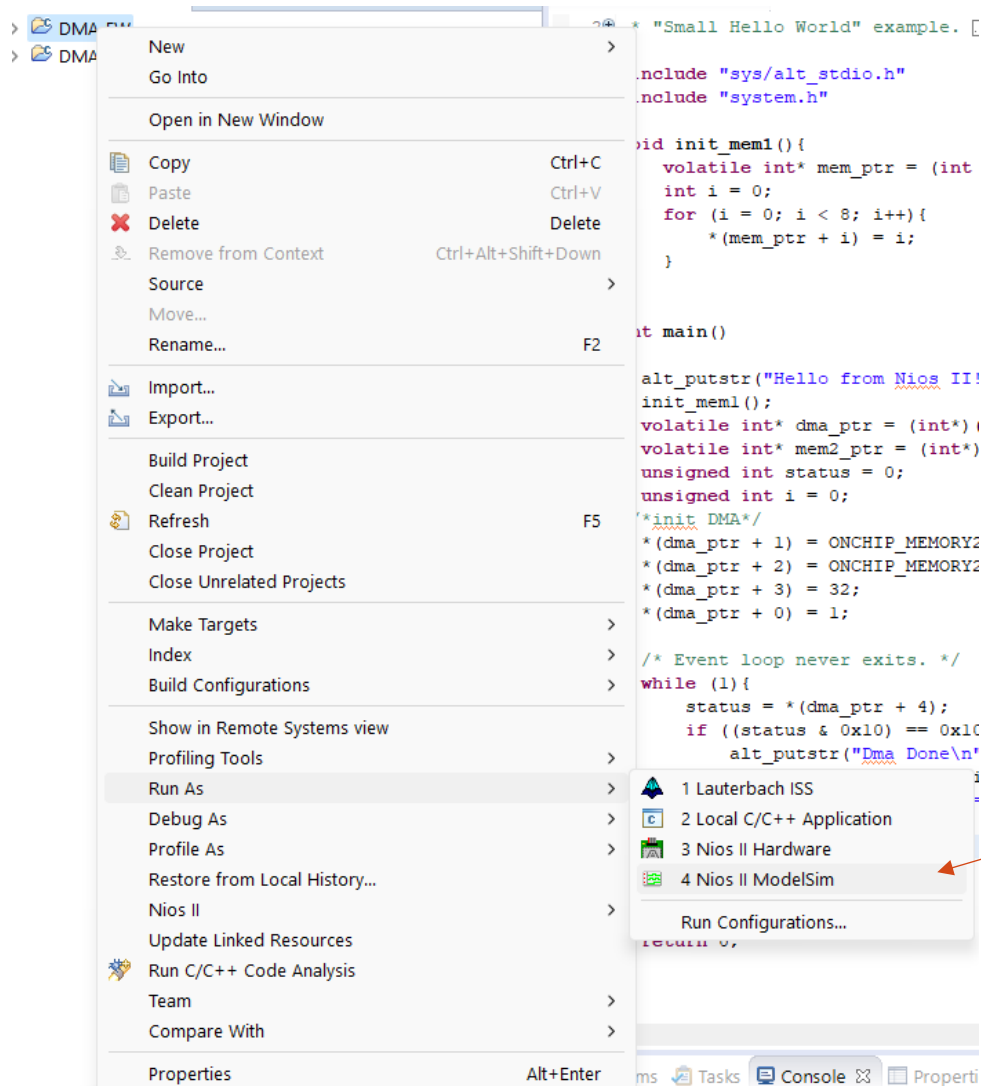 DMA_FW
DMA
New
Go Into
Open in New Window
Copy Ctrl+C
Paste Ctrl+V
Delete Delete
Remove from Context Ctrl+Alt+Shift+Down
Source
Move...
Rename... F2
Import...
Export...
Build Project
Clean Project
Refresh F5
Close Project
Close Unrelated Projects
Make Targets
Index
Build Configurations
Show in Remote Systems view
Profiling Tools
Run As
Debug As
Profile As
Restore from Local History...
Nios II
Update Linked Resources
Run C/C++ Code Analysis
Team
Compare With
Properties Alt+Enter
1 Lauterbach ISS
2 Local C/C++ Application
3 Nios II Hardware
4 Nios II ModelSim
Run Configurations...
* "Small Hello World" example.
nclude "sys/alt_stdio.h"
nclude "system.h"
id init_mem1(){
volatile int* mem_ptr = (int
int i = 0;
for (i = 0; i < 8; i++){
*(mem_ptr + i) = i;
}
t main()
alt_putstr("Hello from Nios II!
init_mem1();
volatile int* dma_ptr = (int*)(
volatile int* mem2_ptr = (int*)
unsigned int status = 0;
unsigned int i = 0;
/*init DMA*/
*(dma_ptr + 1) = ONCHIP_MEMORY2
*(dma_ptr + 2) = ONCHIP_MEMORY2
*(dma_ptr + 3) = 32;
*(dma_ptr + 0) = 1;
/* Event loop never exits. */
while (1){
status = *(dma_ptr + 4);
if ((status & 0x10) == 0x10
alt_putstr("Dma Done\n"
return 0;
ms Tasks Console Properti